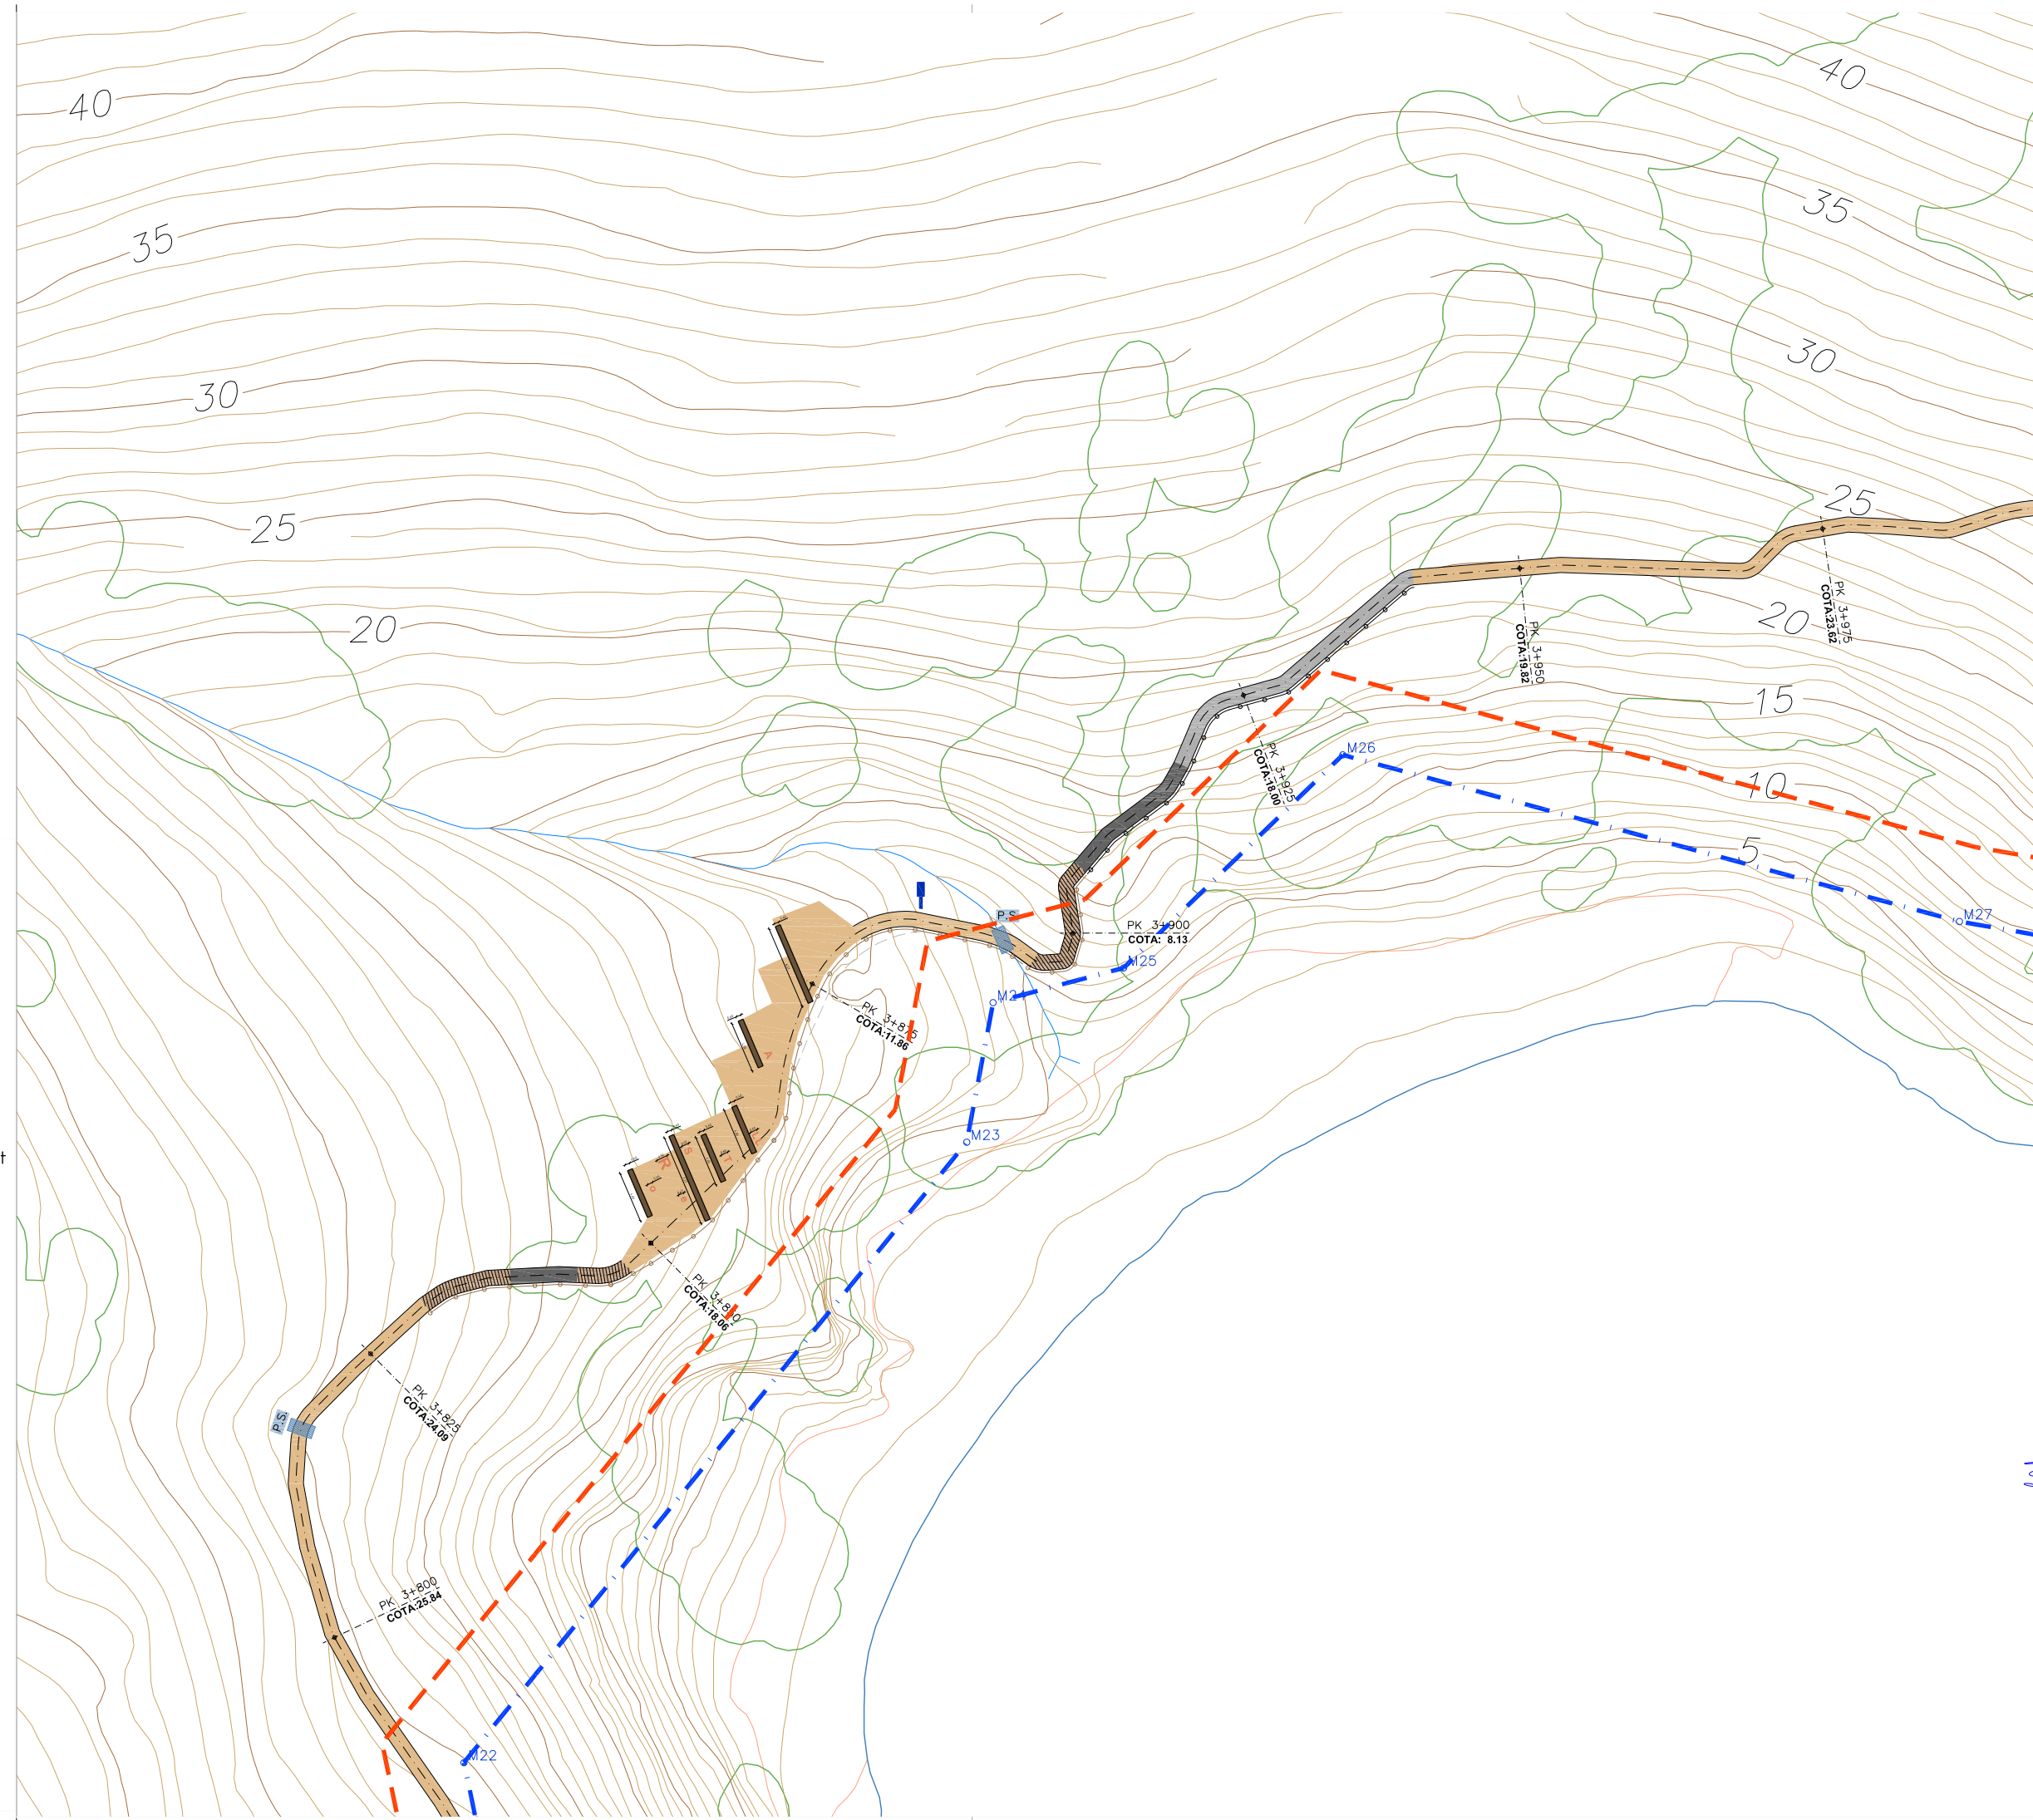 40
40
35
35
30
30
25
25
20
20
PK 3+975
COTA:23.62
PK 3+950
COTA:19.82
15
M26
10
PK 3+925
COTA:18.00
5
P.S.
M27
PK 3+900
COTA: 8.13
M25
M24
PK 3+875
COTA:11.86
A
M23
t
R
S
T
PK 3+850
COTA:18.06
PK 3+825
COTA:24.09
P.S.
PK 3+800
COTA:25.84
M22